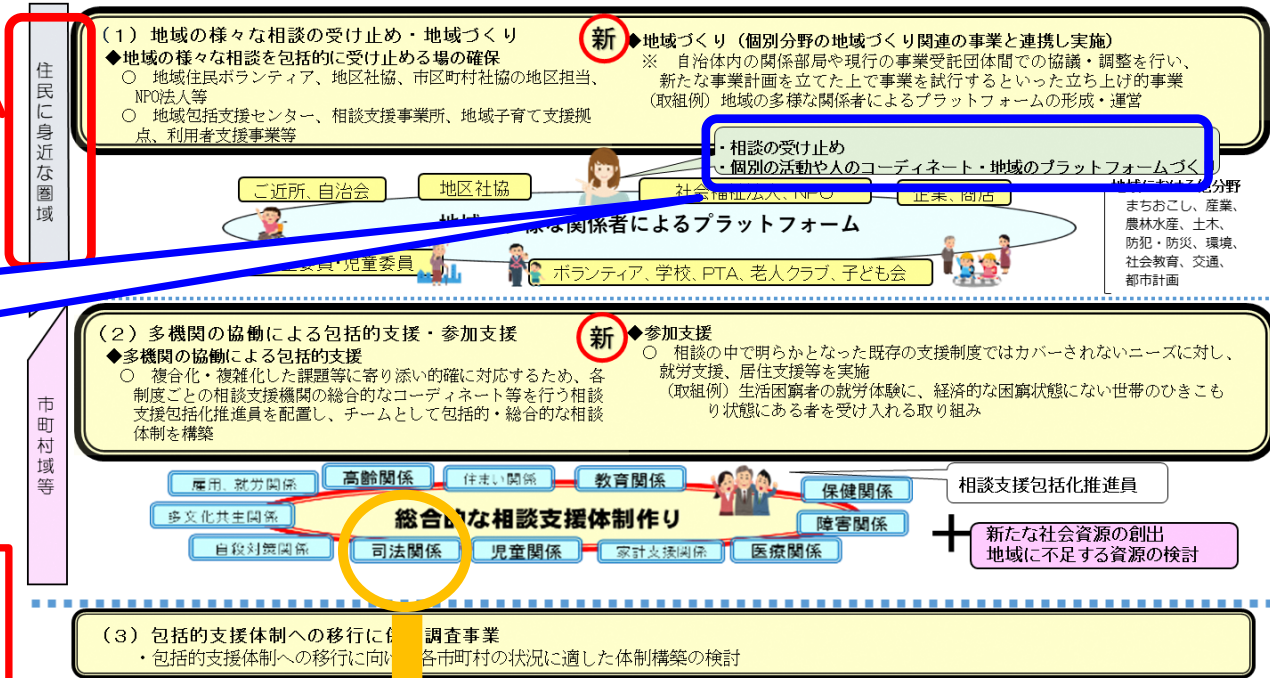 住民に身近な圏域
(1)地域の様々な相談の受け止め・地域づくり
◆地域の様々な相談を包括的に受け止める場の確保
○ 地域住民ボランティア、地区社協、市区町村社協の地区担当、
NPO法人等
○ 地域包括支援センター、相談支援事業所、地域子育て支援拠
点、利用者支援事業等
新
◆地域づくり(個別分野の地域づくり関連の事業と連携し実施)
※ 自治体内の関係部局や現行の事業受託団体間での協議・調整を行い、
新たな事業計画を立てた上で事業を試行するといった立ち上げ的事業
(取組例)地域の多様な関係者によるプラットフォームの形成・運営
・相談の受け止め
・個別の活動や人のコーディネート・地域のプラットフォームづくり
ご近所、自治会
地区社協
社会福祉法人、NPO
企業、商店
様な関係者によるプラットフォーム
委員・児童委員
ボランティア、学校、PTA、老人クラブ、子ども会
地域における他分野
まちおこし、産業、
農林水産、土木、
防犯・防災、環境、
社会教育、交通、
都市計画
市町村域等
(2)多機関の協働による包括的支援・参加支援
◆多機関の協働による包括的支援
○ 複合化・複雑化した課題等に寄り添い的確に対応するため、各
制度ごとの相談支援機関の総合的なコーディネート等を行う相談
支援包括化推進員を配置し、チームとして包括的・総合的な相談
体制を構築
新
◆参加支援
○ 相談の中で明らかとなった既存の支援制度ではカバーされないニーズに対し、
就労支援、居住支援等を実施
(取組例)生活困窮者の就労体験に、経済的な困窮状態にない世帯のひきこも
り状態にある者を受け入れる取り組み
雇用、就労関係
高齢関係
住まい関係
教育関係
保健関係
多文化共生関係
総合的な相談支援体制作り
障害関係
自殺対策関係
司法関係
児童関係
家計支援関係
医療関係
相談支援包括化推進員
+
新たな社会資源の創出
地域に不足する資源の検討
(3)包括的支援体制への移行に 調査事業
・包括的支援体制への移行に向 各市町村の状況に適した体制構築の検討